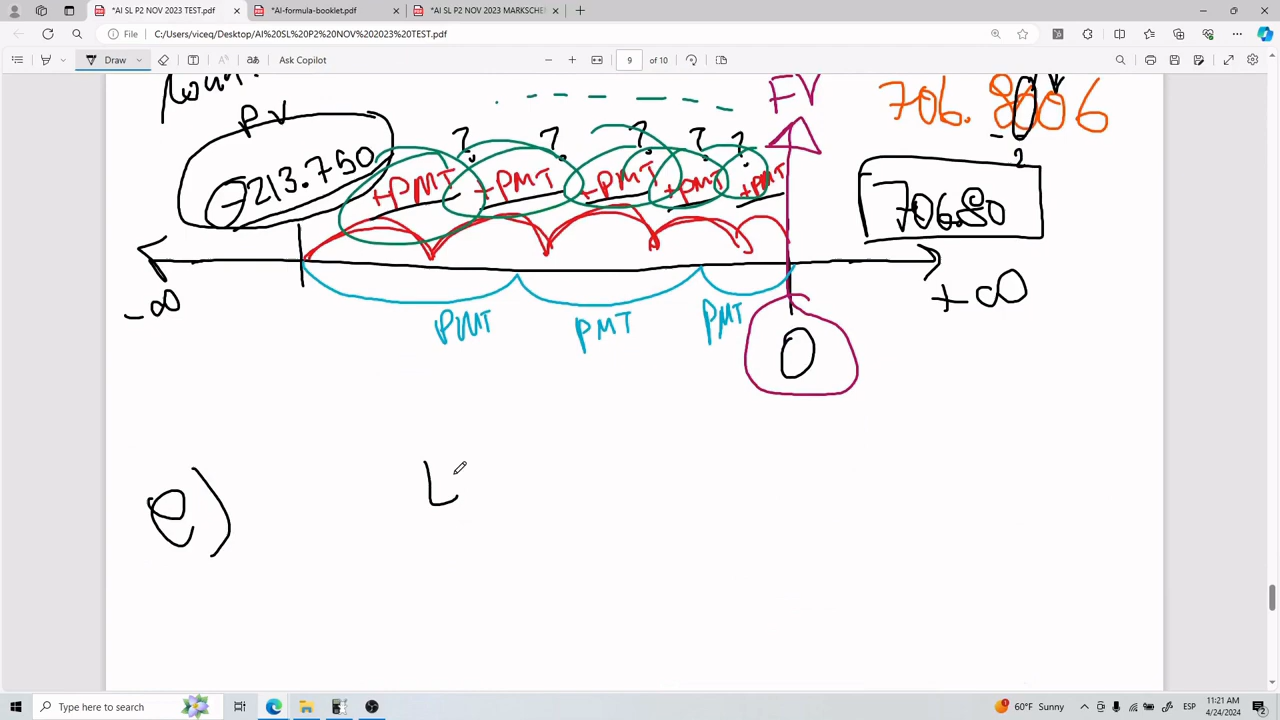 *AI SL P2 NOV 2023 TEST.pdf
*AI-formula-booklet.pdf
*AI SL P2 NOV 2023 MARKSCHE
File
C:/Users/viceq/Desktop/AI%20SL%20P2%20NOV%202023%20TEST.pdf
Draw
Ask Copilot
9 of 10
FV
706.8006
PV
? ? ? ? ?
-7213.750
+PMT +PMT +PMT +PMT +PMT
706.80
-∞
+∞
PMT PMT PMT
0
e)
L
Type here to search
60°F Sunny
ESP
11:21 AM
4/24/2024